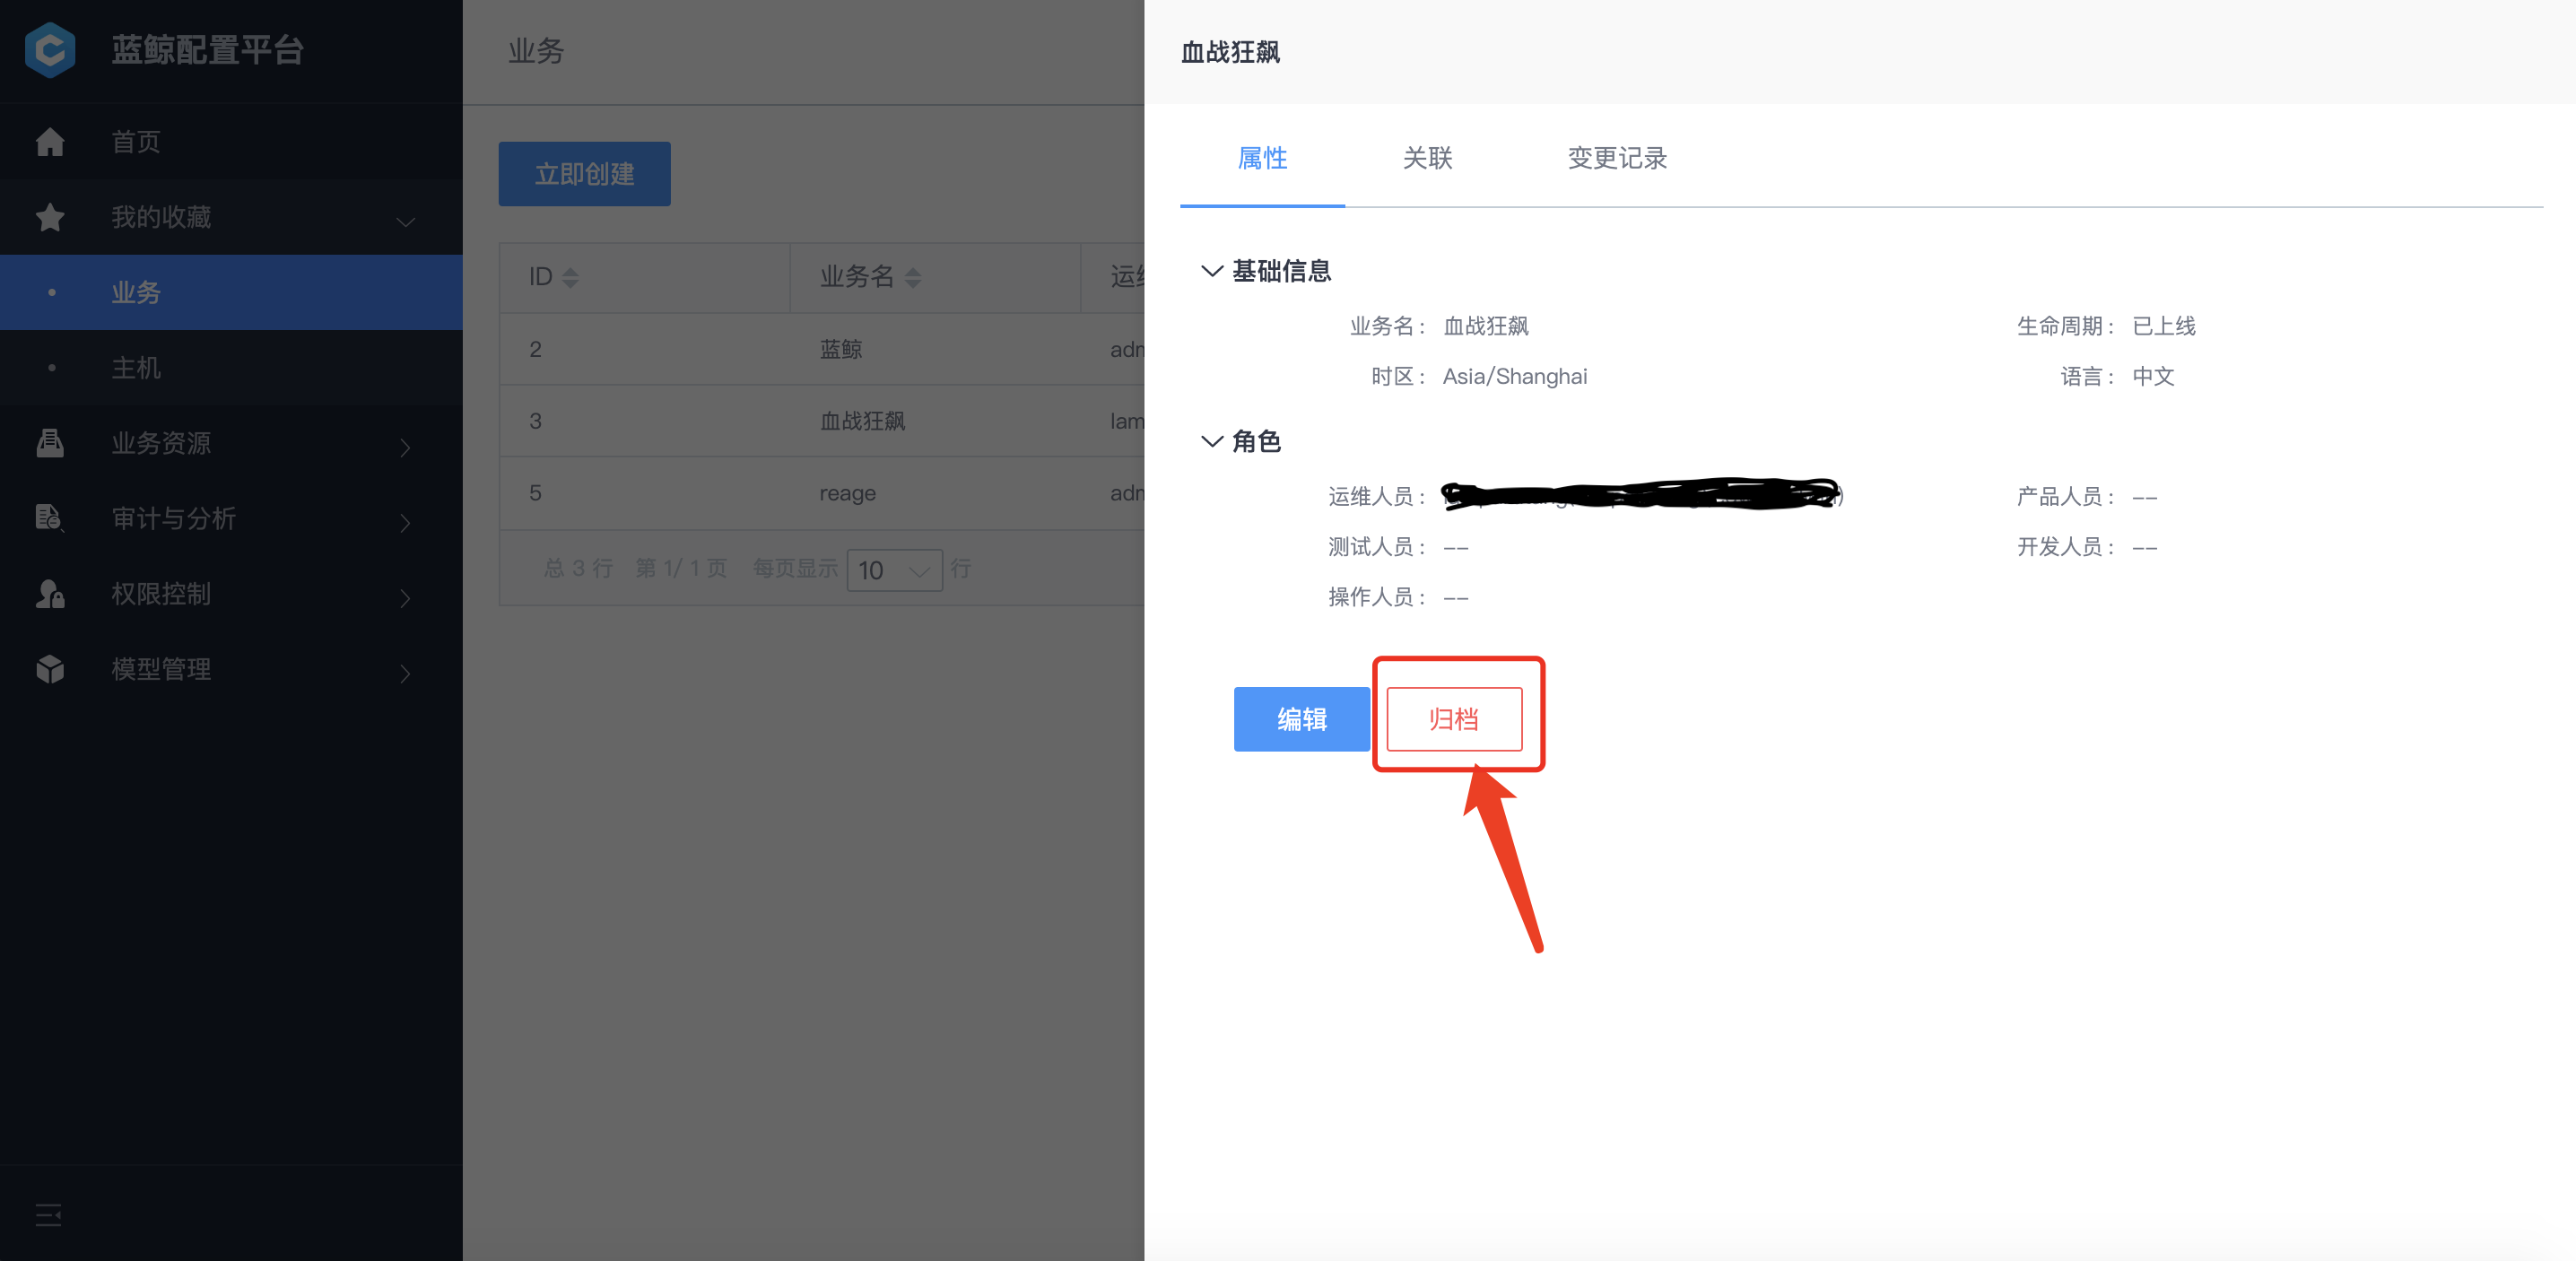 蓝鲸配置平台
首页
我的收藏
业务
主机
业务资源
审计与分析
权限控制
模型管理
业务
立即创建
ID 业务名
2 蓝鲸
3 血战狂飙
5 reage
总 3 行 第 1/ 1 页 每页显示 10 行
血战狂飙
属性 关联 变更记录
基础信息
业务名： 血战狂飙 生命周期： 已上线
时区： Asia/Shanghai 语言： 中文
角色
运维人员： 产品人员： --
测试人员： -- 开发人员： --
操作人员： --
编辑 归档